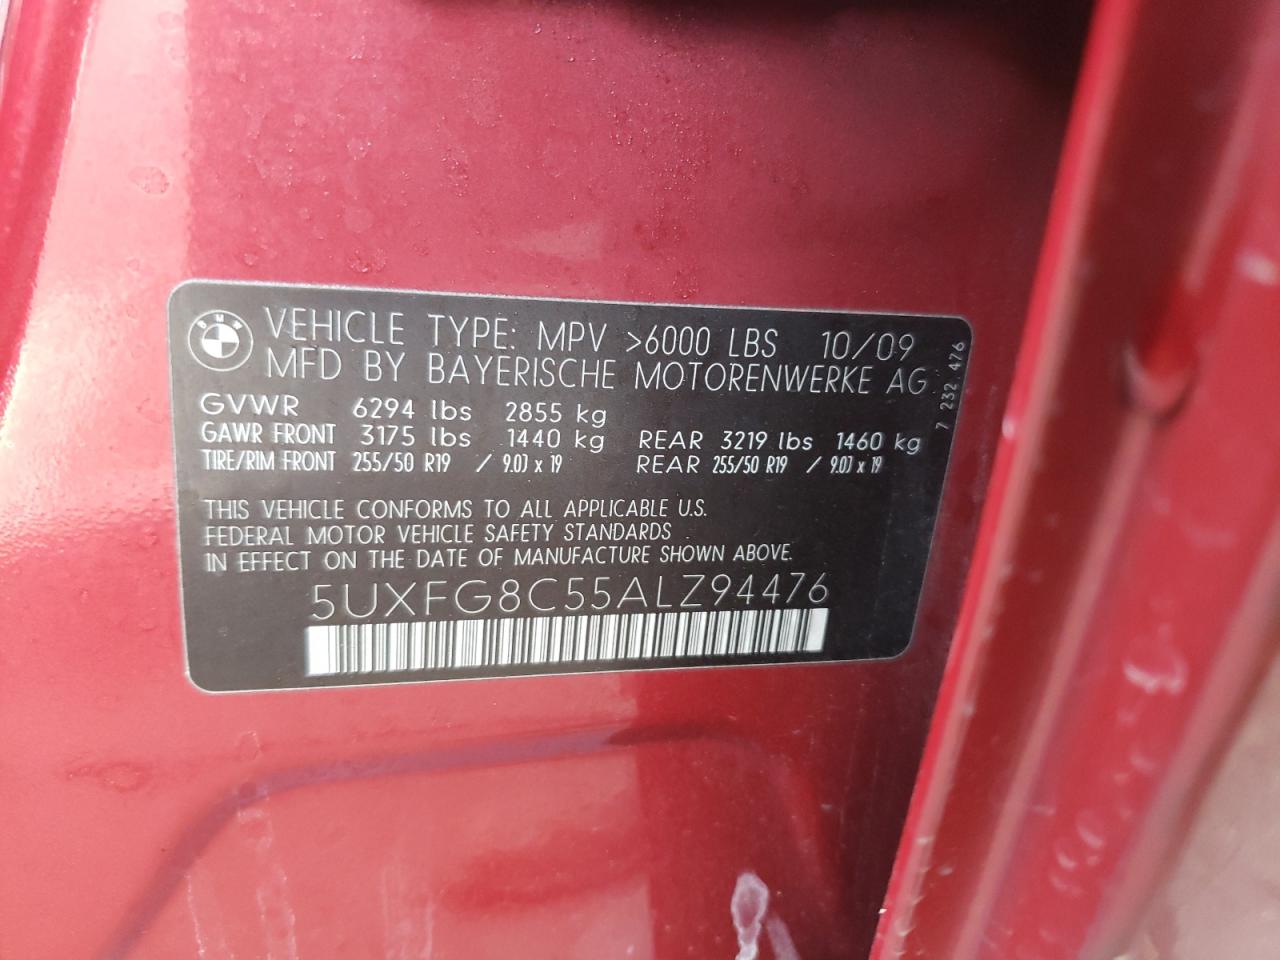 BMW
VEHICLE TYPE: MPV >6000 LBS 10/09
MFD BY BAYERISCHE MOTORENWERKE AG
GVWR 6294 lbs 2855 kg
GAWR FRONT 3175 lbs 1440 kg REAR 3219 lbs 1460 kg
TIRE/RIM FRONT 255/50 R19 / 9.0J x 19 REAR 255/50 R19 / 9.0J x 19
7 232 476
THIS VEHICLE CONFORMS TO ALL APPLICABLE U.S.
FEDERAL MOTOR VEHICLE SAFETY STANDARDS
IN EFFECT ON THE DATE OF MANUFACTURE SHOWN ABOVE.
5UXFG8C55ALZ94476